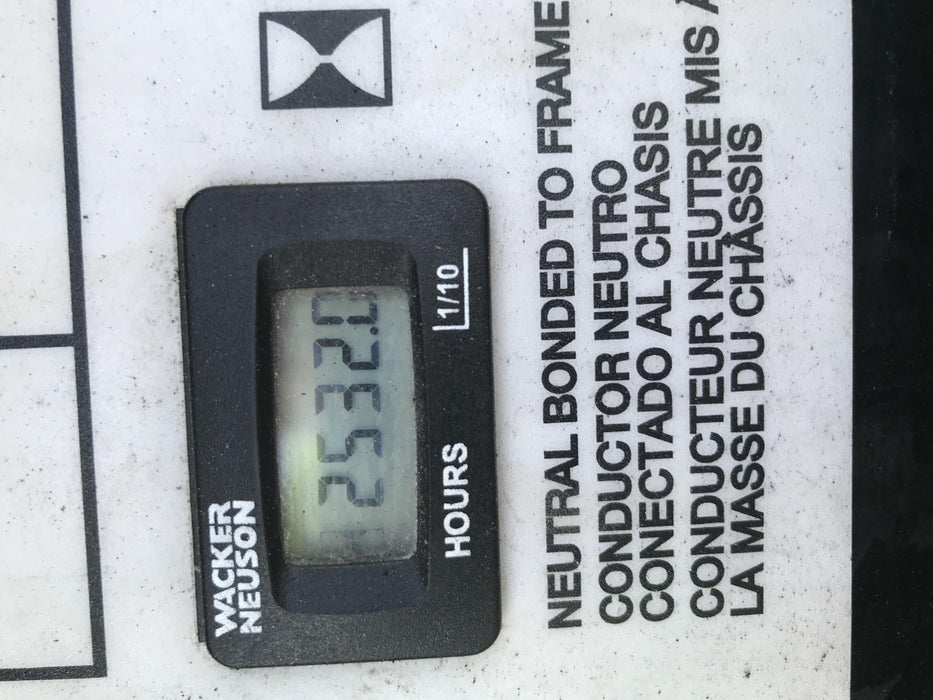 WACKER
NEUSON
2532.0
HOURS 1/10
NEUTRAL BONDED TO FRAME
CONDUCTOR NEUTRO
CONECTADO AL CHASIS
CONDUCTEUR NEUTRE MIS À
LA MASSE DU CHÂSSIS